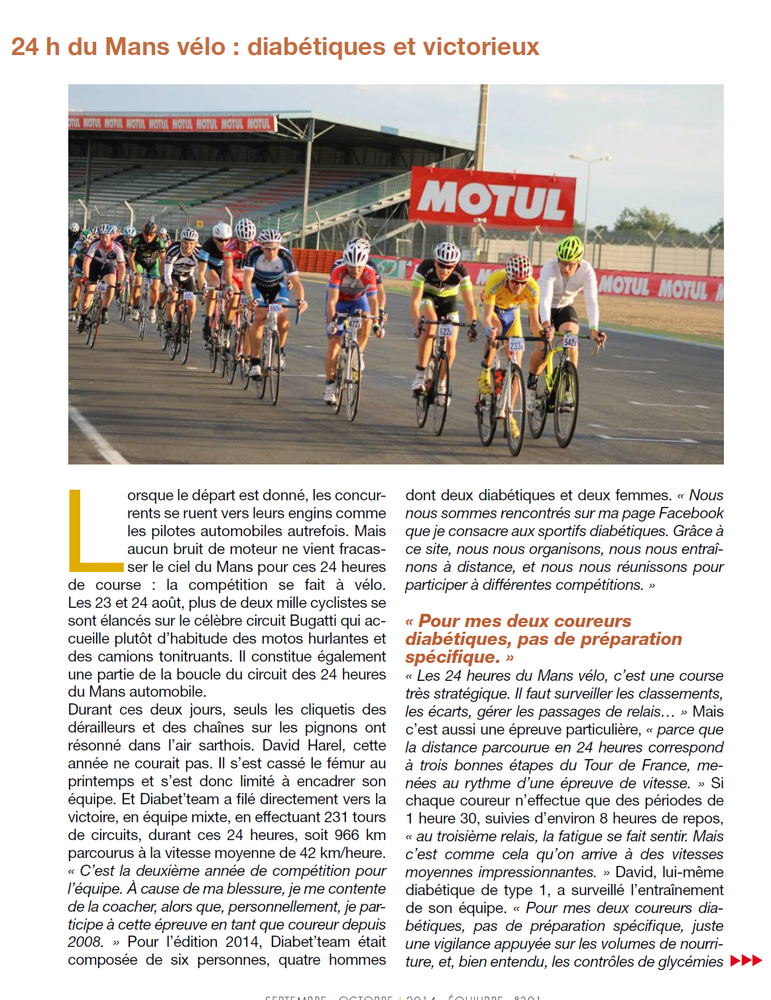 24 h du Mans vélo : diabétiques et victorieux
MOTUL MOTUL MOTUL MOTUL MOTUL MOTUL MOTUL MOTUL
MOTUL
MOTUL MOTUL
472
622
233
542
Lorsque le départ est donné, les concur-
rents se ruent vers leurs engins comme
les pilotes automobiles autrefois. Mais
aucun bruit de moteur ne vient fracas-
ser le ciel du Mans pour ces 24 heures
de course : la compétition se fait à vélo.
Les 23 et 24 août, plus de deux mille cyclistes se
sont élancés sur le célèbre circuit Bugatti qui ac-
cueille plutôt d’habitude des motos hurlantes et
des camions tonitruants. Il constitue également
une partie de la boucle du circuit des 24 heures
du Mans automobile.
Durant ces deux jours, seuls les cliquetis des
dérailleurs et des chaînes sur les pignons ont
résonné dans l’air sarthois. David Harel, cette
année ne courait pas. Il s’est cassé le fémur au
printemps et s’est donc limité à encadrer son
équipe. Et Diabet’team a filé directement vers la
victoire, en équipe mixte, en effectuant 231 tours
de circuits, durant ces 24 heures, soit 966 km
parcourus à la vitesse moyenne de 42 km/heure.
« C’est la deuxième année de compétition pour
l’équipe. À cause de ma blessure, je me contente
de la coacher, alors que, personnellement, je par-
ticipe à cette épreuve en tant que coureur depuis
2008. » Pour l’édition 2014, Diabet’team était
composée de six personnes, quatre hommes
dont deux diabétiques et deux femmes. « Nous
nous sommes rencontrés sur ma page Facebook
que je consacre aux sportifs diabétiques. Grâce à
ce site, nous nous organisons, nous nous entraî-
nons à distance, et nous nous réunissons pour
participer à différentes compétitions. »
« Pour mes deux coureurs
diabétiques, pas de préparation
spécifique. »
« Les 24 heures du Mans vélo, c’est une course
très stratégique. Il faut surveiller les classements,
les écarts, gérer les passages de relais… » Mais
c’est aussi une épreuve particulière, « parce que
la distance parcourue en 24 heures correspond
à trois bonnes étapes du Tour de France, me-
nées au rythme d’une épreuve de vitesse. » Si
chaque coureur n’effectue que des périodes de
1 heure 30, suivies d’environ 8 heures de repos,
« au troisième relais, la fatigue se fait sentir. Mais
c’est comme cela qu’on arrive à des vitesses
moyennes impressionnantes. » David, lui-même
diabétique de type 1, a surveillé l’entraînement
de son équipe. « Pour mes deux coureurs dia-
bétiques, pas de préparation spécifique, juste
une vigilance appuyée sur les volumes de nourri-
ture, et, bien entendu, les contrôles de glycémies